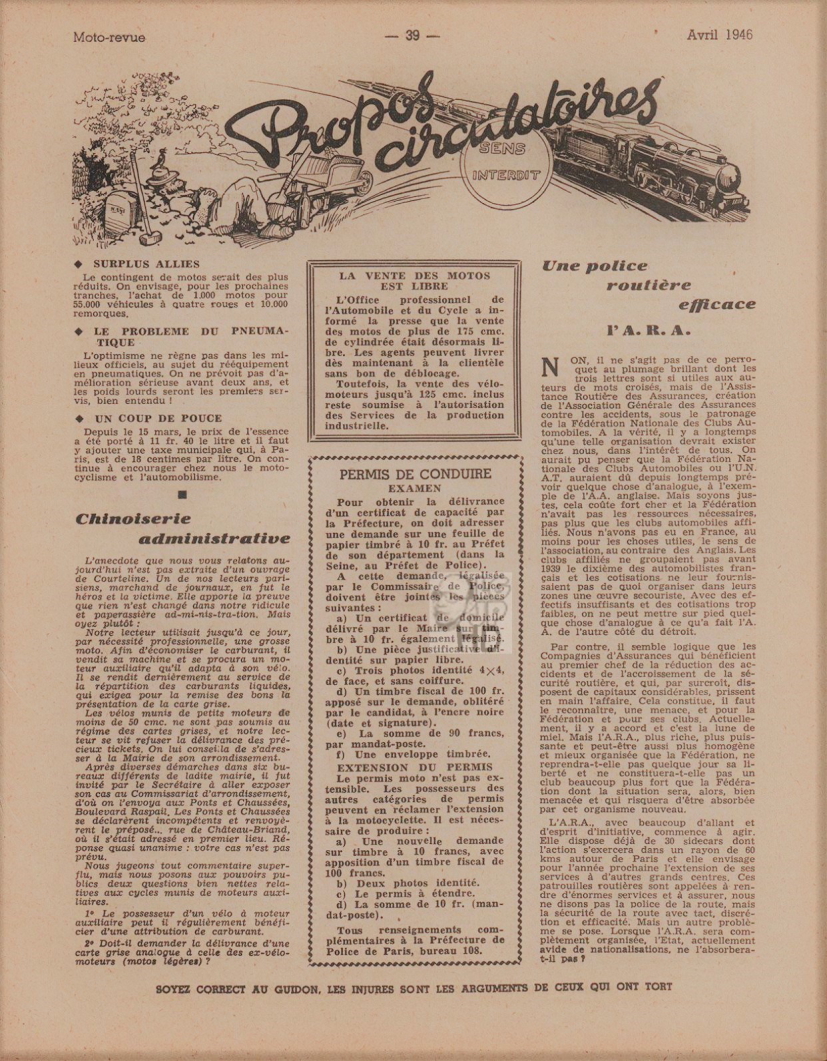 Moto-revue
— 39 —
Avril 1946
Propos
circulatoires
SENS
INTERDIT
◆ SURPLUS ALLIES
Le contingent de motos serait des plus
réduits. On envisage, pour les prochaines
tranches, l'achat de 1.000 motos pour
55.000 véhicules à quatre roues et 10.000
remorques.
◆ LE PROBLEME DU PNEUMA-
TIQUE
L'optimisme ne règne pas dans les mi-
lieux officiels, au sujet du rééquipement
en pneumatiques. On ne prévoit pas d'a-
mélioration sérieuse avant deux ans, et
les poids lourds seront les premiers ser-
vis, bien entendu !
◆ UN COUP DE POUCE
Depuis le 15 mars, le prix de l'essence
a été porté à 11 fr. 40 le litre et il faut
y ajouter une taxe municipale qui, à Pa-
ris, est de 18 centimes par litre. On con-
tinue à encourager chez nous le moto-
cyclisme et l'automobilisme.
■
Chinoiserie
administrative
L'anecdote que nous vous relatons au-
jourd'hui n'est pas extraite d'un ouvrage
de Courteline. Un de nos lecteurs pari-
siens, marchand de journaux, en fut le
héros et la victime. Elle apporte la preuve
que rien n'est changé dans notre ridicule
et paperassière ad-mi-nis-tra-tion. Mais
oyez plutôt :
Notre lecteur utilisait jusqu'à ce jour,
par nécessité professionnelle, une grosse
moto. Afin d'économiser le carburant, il
vendit sa machine et se procura un mo-
teur auxiliaire qu'il adapta à son vélo.
Il se rendit dernièrement au service de
la répartition des carburants liquides,
qui exigea pour la remise des bons la
présentation de la carte grise.
Les vélos munis de petits moteurs de
moins de 50 cmc. ne sont pas soumis au
régime des cartes grises, et notre lec-
teur se vit refuser la délivrance des pré-
cieux tickets. On lui conseilla de s'adres-
ser à la Mairie de son arrondissement.
Après diverses démarches dans six bu-
reaux différents de ladite mairie, il fut
invité par le Secrétaire à aller exposer
son cas au Commissariat d'arrondissement,
d'où on l'envoya aux Ponts et Chaussées,
Boulevard Raspail. Les Ponts et Chaussées
se déclarèrent incompétents et renvoyè-
rent le préposé... rue de Château-Briand,
où il s'était adressé en premier lieu. Ré-
ponse quasi unanime : votre cas n'est pas
prévu.
Nous jugeons tout commentaire super-
flu, mais nous posons aux pouvoirs pu-
blics deux questions bien nettes rela-
tives aux cycles munis de moteurs auxi-
liaires.
1° Le possesseur d'un vélo à moteur
auxiliaire peut il régulièrement bénéfi-
cier d'une attribution de carburant.
2° Doit-il demander la délivrance d'une
carte grise analogue à celle des ex-vélo-
moteurs (motos légères) ?
LA VENTE DES MOTOS
EST LIBRE
L'Office professionnel de
l'Automobile et du Cycle a in-
formé la presse que la vente
des motos de plus de 175 cmc.
de cylindrée était désormais li-
bre. Les agents peuvent livrer
dès maintenant à la clientèle
sans bon de déblocage.
Toutefois, la vente des vélo-
moteurs jusqu'à 125 cmc. inclus
reste soumise à l'autorisation
des Services de la production
industrielle.
PERMIS DE CONDUIRE
EXAMEN
Pour obtenir la délivrance
d'un certificat de capacité par
la Préfecture, on doit adresser
une demande sur une feuille de
papier timbré à 10 fr. au Préfet
de son département (dans la
Seine, au Préfet de Police).
A cette demande, légalisée
par le Commissaire de Police,
doivent être jointes les pièces
suivantes :
a) Un certificat de domicile
délivré par le Maire sur tim-
bre à 10 fr. également légalisé.
b) Une pièce justificative d'i-
dentité sur papier libre.
c) Trois photos identité 4×4,
de face, et sans coiffure.
d) Un timbre fiscal de 100 fr.
apposé sur le demande, oblitéré
par le candidat, à l'encre noire
(date et signature).
e) La somme de 90 francs,
par mandat-poste.
f) Une enveloppe timbrée.
EXTENSION DU PERMIS
Le permis moto n'est pas ex-
tensible. Les possesseurs des
autres catégories de permis
peuvent en réclamer l'extension
à la motocyclette. Il est néces-
saire de produire :
a) Une nouvelle demande
sur timbre à 10 francs, avec
apposition d'un timbre fiscal de
100 francs.
b) Deux photos identité.
c) Le permis à étendre.
d) La somme de 10 fr. (man-
dat-poste).
Tous renseignements com-
plémentaires à la Préfecture de
Police de Paris, bureau 108.
Une police
routière
efficace
l'A. R. A.
NON, il ne s'agit pas de ce perro-
quet au plumage brillant dont les
trois lettres sont si utiles aux au-
teurs de mots croisés, mais de l'Assis-
tance Routière des Assurances, création
de l'Association Générale des Assurances
contre les accidents, sous le patronage
de la Fédération Nationale des Clubs Au-
tomobiles. A la vérité, il y a longtemps
qu'une telle organisation devrait exister
chez nous, dans l'intérêt de tous. On
aurait pu penser que la Fédération Na-
tionale des Clubs Automobiles ou l'U.N.
A.T. auraient dû depuis longtemps pré-
voir quelque chose d'analogue, à l'exem-
ple de l'A.A. anglaise. Mais soyons jus-
tes, cela coûte fort cher et la Fédération
n'avait pas les ressources nécessaires,
pas plus que les clubs automobiles affi-
liés. Nous n'avons pas eu en France, au
moins pour les choses utiles, le sens de
l'association, au contraire des Anglais. Les
clubs affiliés ne groupaient pas avant
1939 le dixième des automobilistes fran-
çais et les cotisations ne leur fournis-
saient pas de quoi organiser dans leurs
zones une œuvre secouriste. Avec des ef-
fectifs insuffisants et des cotisations trop
faibles, on ne peut mettre sur pied quel-
que chose d'analogue à ce qu'a fait l'A.
A. de l'autre côté du détroit.
Par contre, il semble logique que les
Compagnies d'Assurances qui bénéficient
au premier chef de la réduction des ac-
cidents et de l'accroissement de la sé-
curité routière, et qui, par surcroît, dis-
posent de capitaux considérables, prissent
en main l'affaire. Cela constitue, il faut
le reconnaître, une menace, et pour la
Fédération et pour ses clubs. Actuelle-
ment, il y a accord et c'est la lune de
miel. Mais l'A.R.A., plus riche, plus puis-
sante et peut-être aussi plus homogène
et mieux organisée que la Fédération, ne
reprendra-t-elle pas quelque jour sa li-
berté et ne constituera-t-elle pas un
club beaucoup plus fort que la Fédéra-
tion dont la situation sera, alors, bien
menacée et qui risquera d'être absorbée
par cet organisme nouveau.
L'A.R.A., avec beaucoup d'allant et
d'esprit d'initiative, commence à agir.
Elle dispose déjà de 30 sidecars dont
l'action s'exercera dans un rayon de 60
kms autour de Paris et elle envisage
pour l'année prochaine l'extension de ses
services à d'autres grands centres. Ces
patrouilles routières sont appelées à ren-
dre d'énormes services et à assurer, nous
ne disons pas la police de la route, mais
la sécurité de la route avec tact, discré-
tion et efficacité. Mais un autre problè-
me se pose. Lorsque l'A.R.A. sera com-
plètement organisée, l'Etat, actuellement
avide de nationalisations, ne l'absorbera-
t-il pas ?
SOYEZ CORRECT AU GUIDON, LES INJURES SONT LES ARGUMENTS DE CEUX QUI ONT TORT